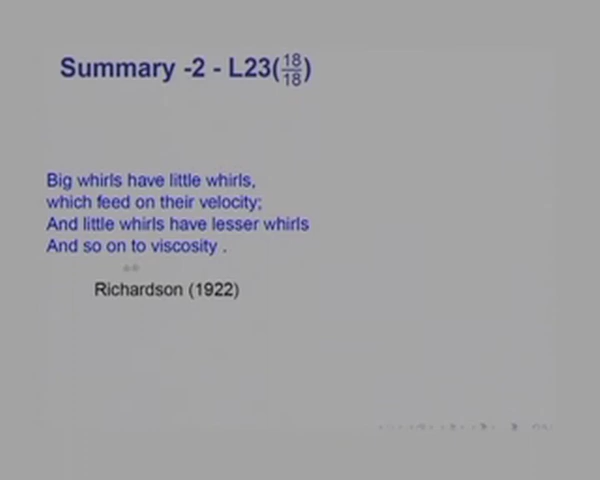 Summary -2 - L23(18/18)
Big whirls have little whirls,
which feed on their velocity;
And little whirls have lesser whirls
And so on to viscosity .
Richardson (1922)